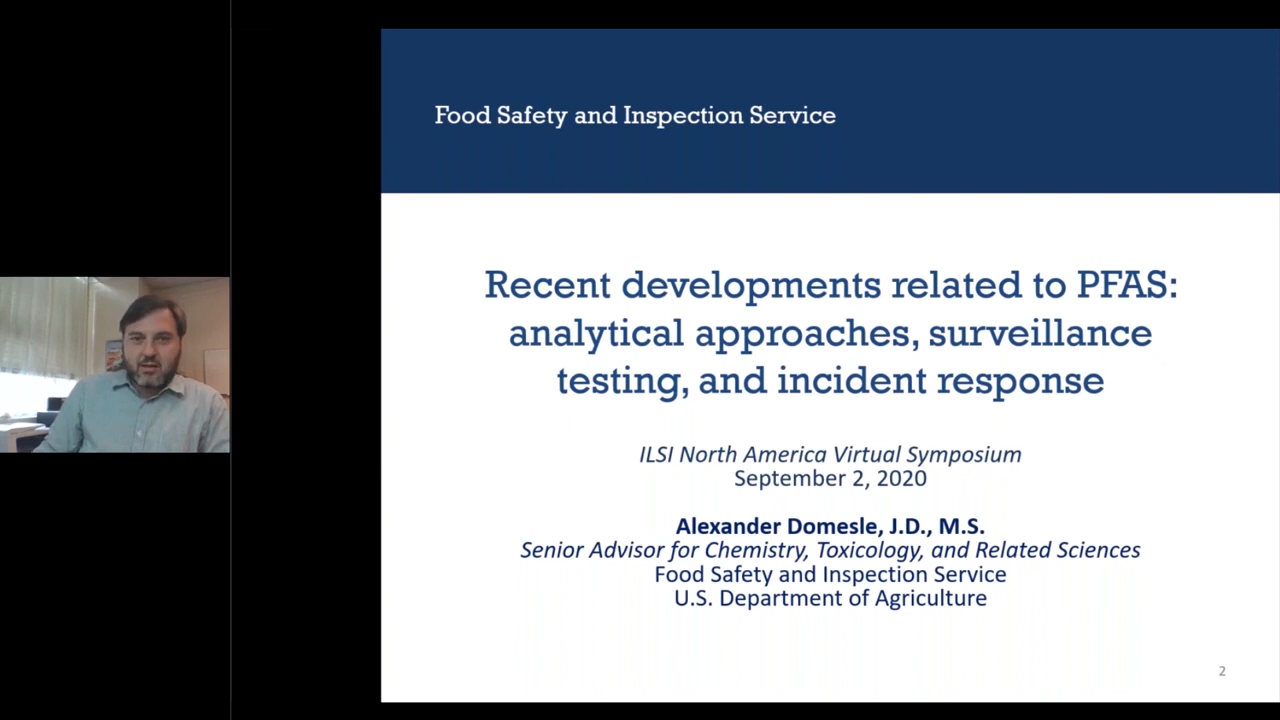 Food Safety and Inspection Service
Recent developments related to PFAS:
analytical approaches, surveillance
testing, and incident response
ILSI North America Virtual Symposium
September 2, 2020
Alexander Domesle, J.D., M.S.
Senior Advisor for Chemistry, Toxicology, and Related Sciences
Food Safety and Inspection Service
U.S. Department of Agriculture
2